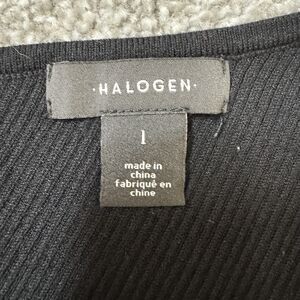 ·HALOGEN·
l
made in
china
fabriqué en
chine